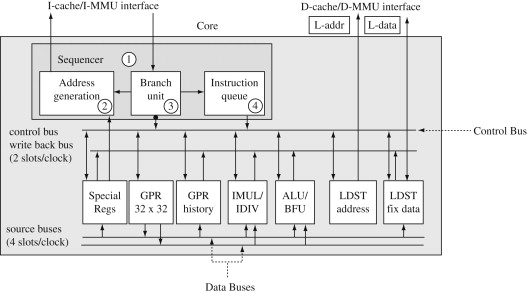 I-cache/I-MMU interface
D-cache/D-MMU interface
Core
L-addr
L-data
Sequencer
1
Address
generation
2
Branch
unit
3
Instruction
queue
4
control bus
write back bus
(2 slots/clock)
Control Bus
Special
Regs
GPR
32 x 32
GPR
history
IMUL/
IDIV
ALU/
BFU
LDST
address
LDST
fix data
source buses
(4 slots/clock)
Data Buses